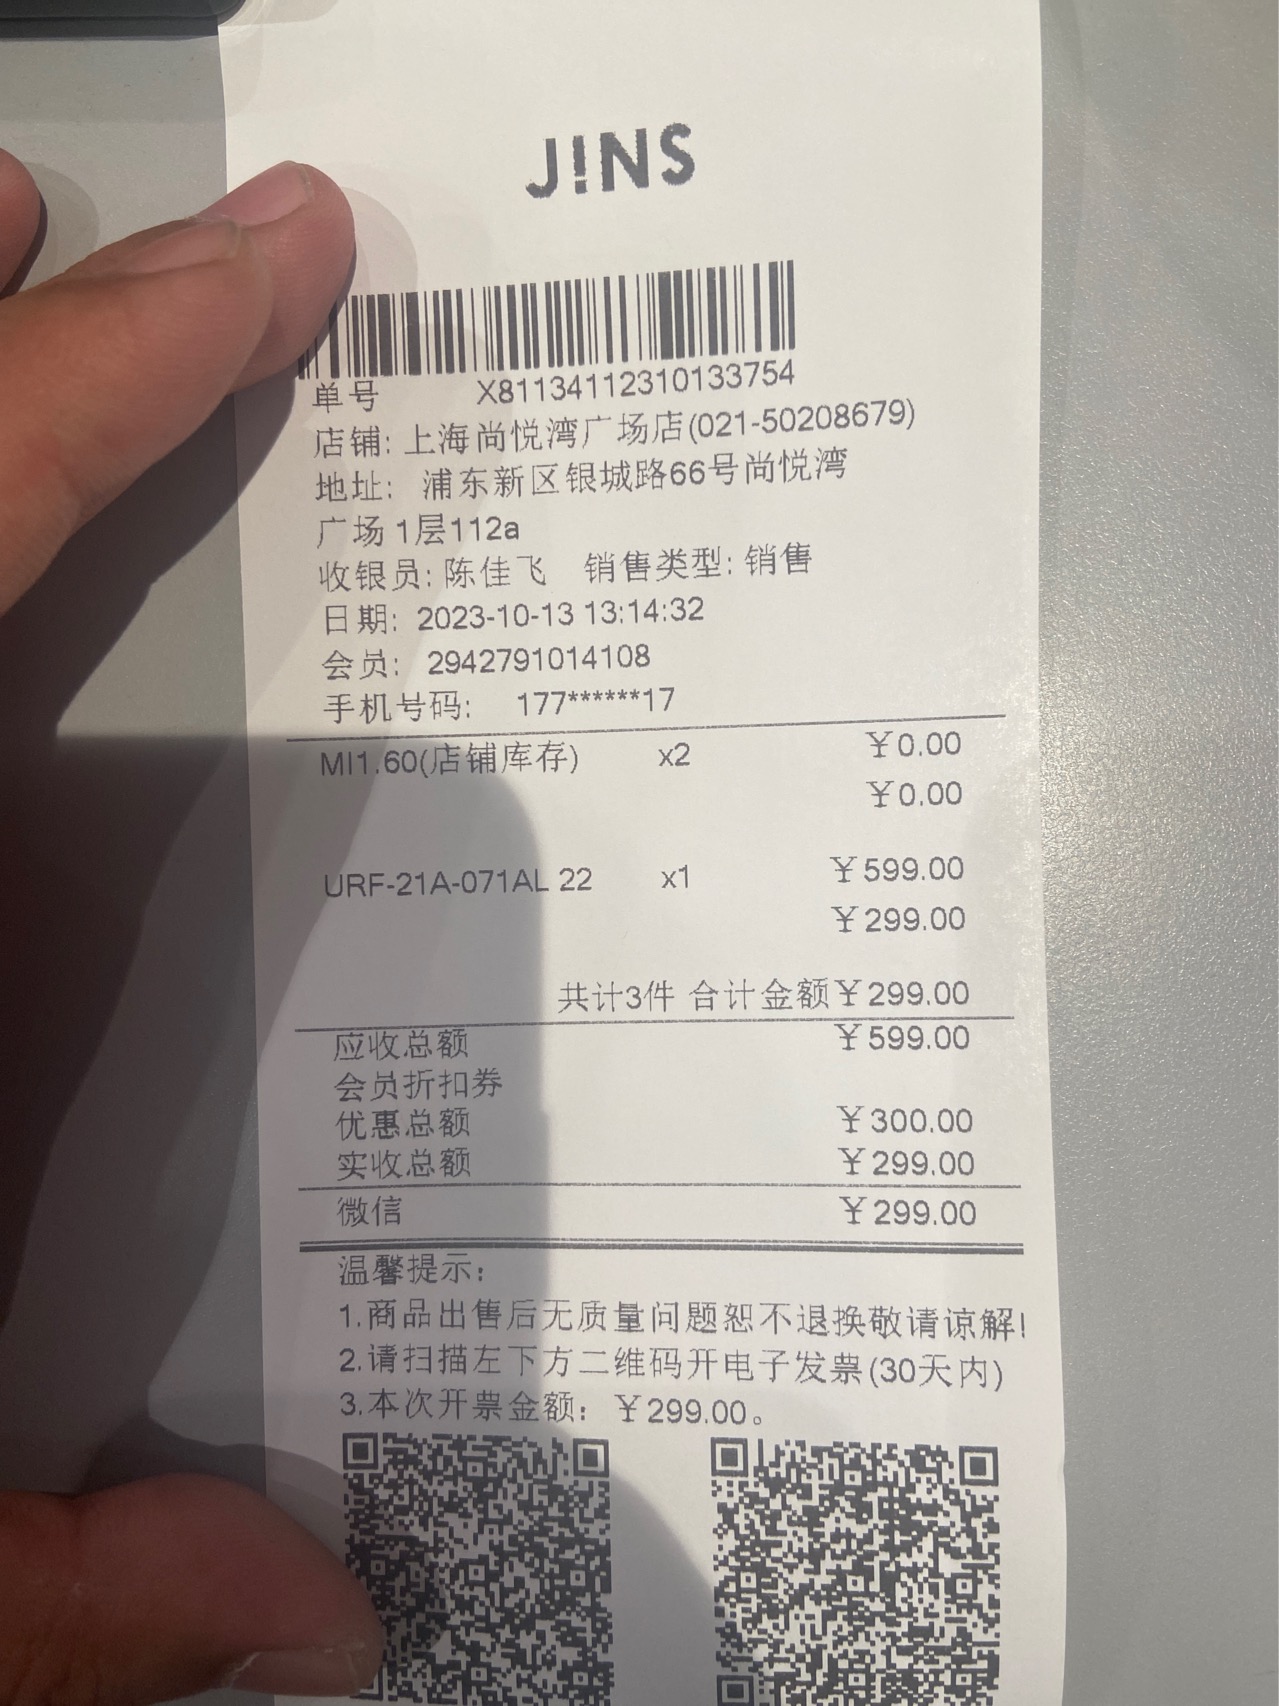 J!NS
单号 X81134112310133754
店铺: 上海尚悦湾广场店(021-50208679)
地址: 浦东新区银城路66号尚悦湾
广场 1层112a
收银员: 陈佳飞 销售类型: 销售
日期: 2023-10-13 13:14:32
会员: 2942791014108
手机号码: 177******17
MI1.60(店铺库存) x2 ¥0.00
¥0.00
URF-21A-071AL 22 x1 ¥599.00
¥299.00
共计3件 合计金额¥299.00
应收总额 ¥599.00
会员折扣券
优惠总额 ¥300.00
实收总额 ¥299.00
微信 ¥299.00
温馨提示:
1.商品出售后无质量问题恕不退换敬请谅解!
2.请扫描左下方二维码开电子发票(30天内)
3.本次开票金额: ¥299.00。